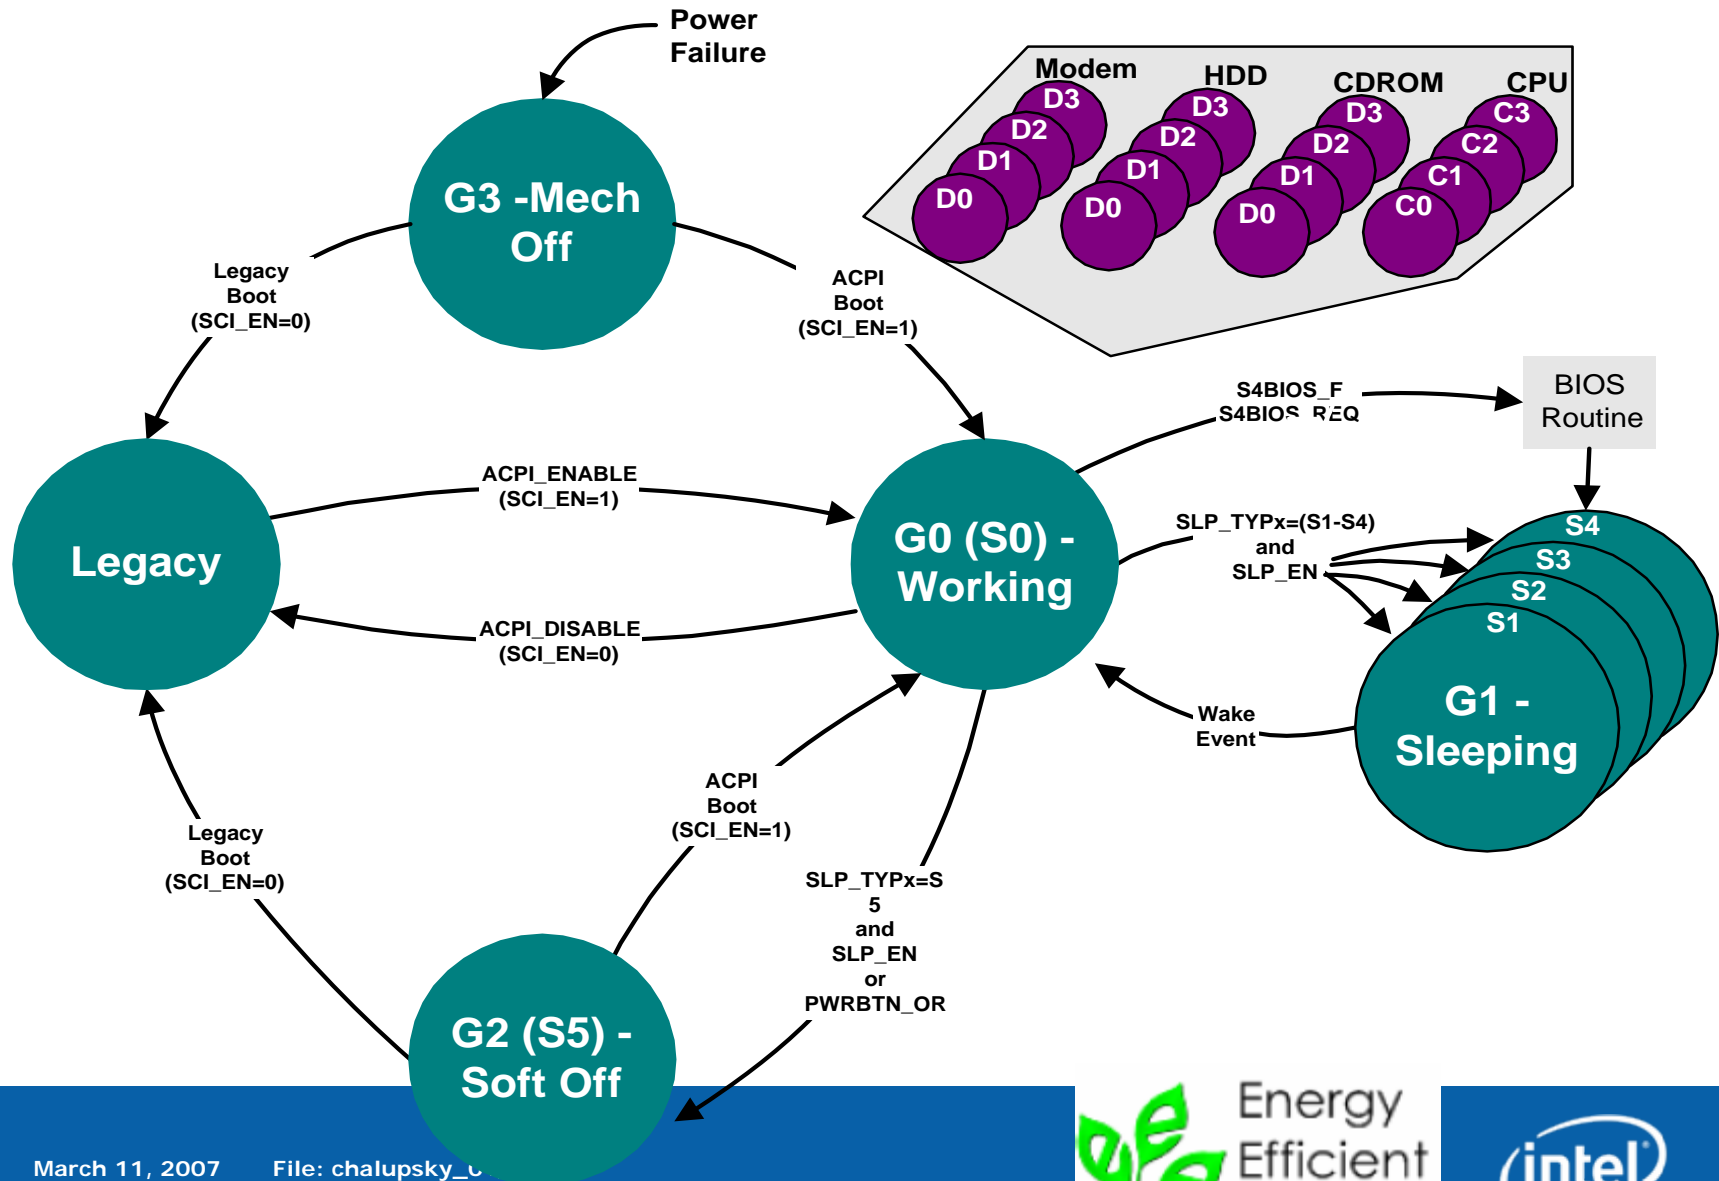 Power
Failure
Modem
HDD
CDROM
CPU
D3
D2
D1
D0
D3
D2
D1
D0
D3
D2
D1
D0
C3
C2
C1
C0
G3 -Mech
Off
Legacy
Boot
(SCI_EN=0)
ACPI
Boot
(SCI_EN=1)
S4BIOS_F
S4BIOS_REQ
BIOS
Routine
ACPI_ENABLE
(SCI_EN=1)
Legacy
G0 (S0) -
Working
SLP_TYPx=(S1-S4)
and
SLP_EN
S4
S3
S2
S1
G1 -
Sleeping
ACPI_DISABLE
(SCI_EN=0)
Wake
Event
ACPI
Boot
(SCI_EN=1)
Legacy
Boot
(SCI_EN=0)
SLP_TYPx=S
5
and
SLP_EN
or
PWRBTN_OR
G2 (S5) -
Soft Off
Energy
Efficient
intel
March 11, 2007 File: chalupsky_0